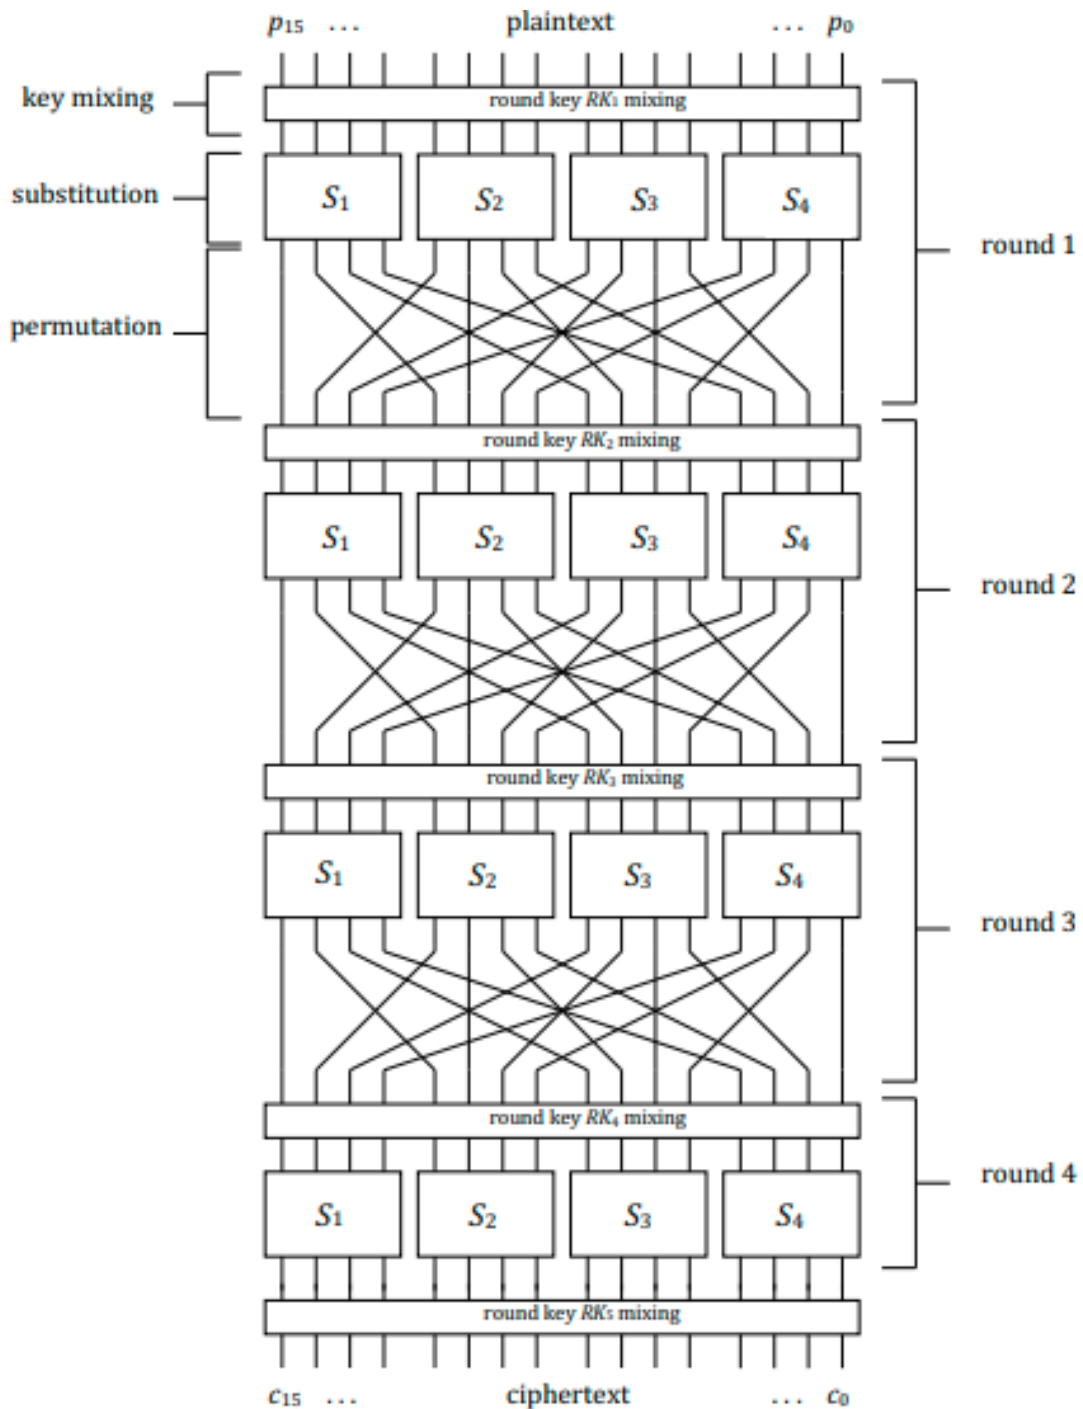 p₁₅ ... plaintext ... p₀
key mixing
round key RK₁ mixing
substitution
S₁ S₂ S₃ S₄
round 1
permutation
round key RK₂ mixing
S₁ S₂ S₃ S₄
round 2
round key RK₃ mixing
S₁ S₂ S₃ S₄
round 3
round key RK₄ mixing
S₁ S₂ S₃ S₄
round 4
round key RK₅ mixing
c₁₅ ... ciphertext ... c₀